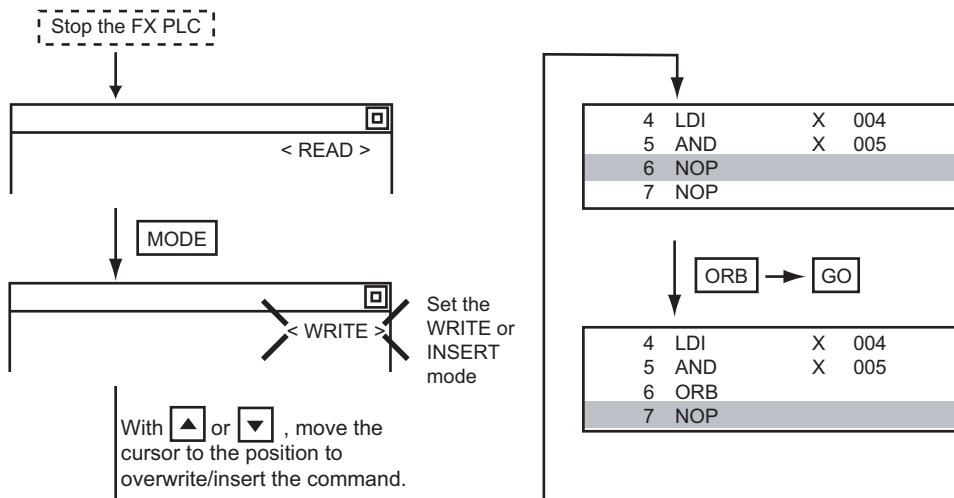 Stop the FX PLC
< READ >
MODE
< WRITE >
Set the
WRITE or
INSERT
mode
With ▲ or ▼ , move the
cursor to the position to
overwrite/insert the command.
4 LDI X 004
5 AND X 005
6 NOP
7 NOP
ORB GO
4 LDI X 004
5 AND X 005
6 ORB
7 NOP